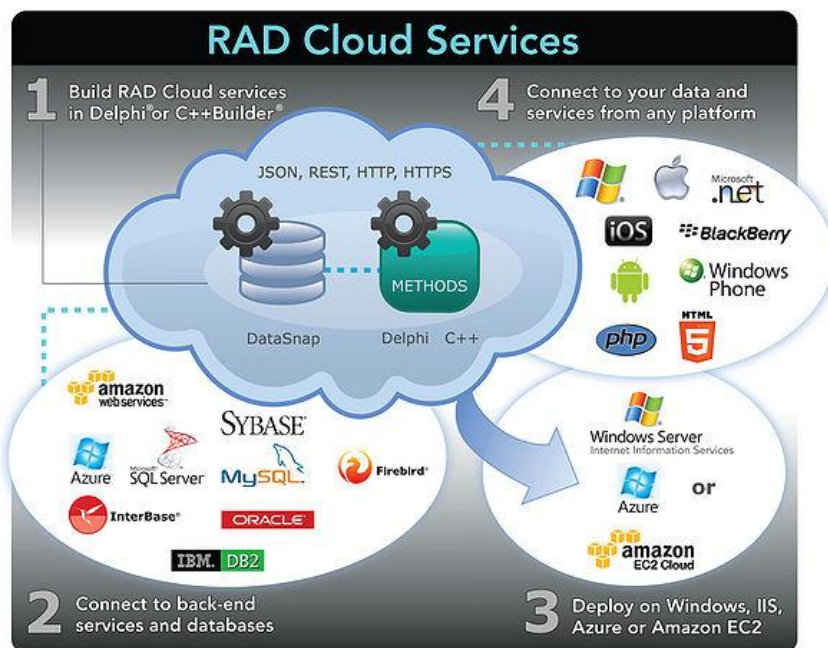 RAD Cloud Services
1 Build RAD Cloud services
in Delphi® or C++Builder®
4 Connect to your data and
services from any platform
JSON, REST, HTTP, HTTPS
METHODS
DataSnap
Delphi C++
Microsoft®
.net
iOS
BlackBerry
Windows
Phone
php
HTML
5
amazon
webservices™
SYBASE®
Azure
Microsoft®
SQL Server
MySQL®
Firebird®
InterBase®
ORACLE®
IBM. DB2
Windows Server
Internet Information Services
Azure
or
amazon
EC2 Cloud
2 Connect to back-end
services and databases
3 Deploy on Windows, IIS,
Azure or Amazon EC2